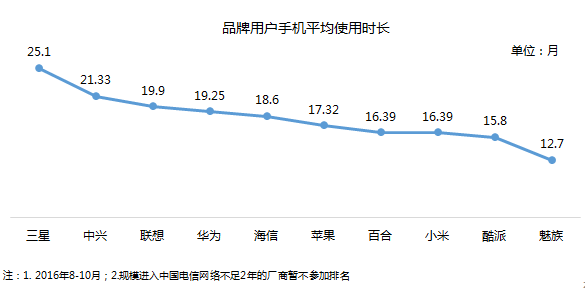 品牌用户手机平均使用时长
单位：月
25.1
21.33
19.9
19.25
18.6
17.32
16.39
16.39
15.8
12.7
三星 中兴 联想 华为 海信 苹果 百合 小米 酷派 魅族
注：1. 2016年8-10月；2.规模进入中国电信网络不足2年的厂商暂不参加排名